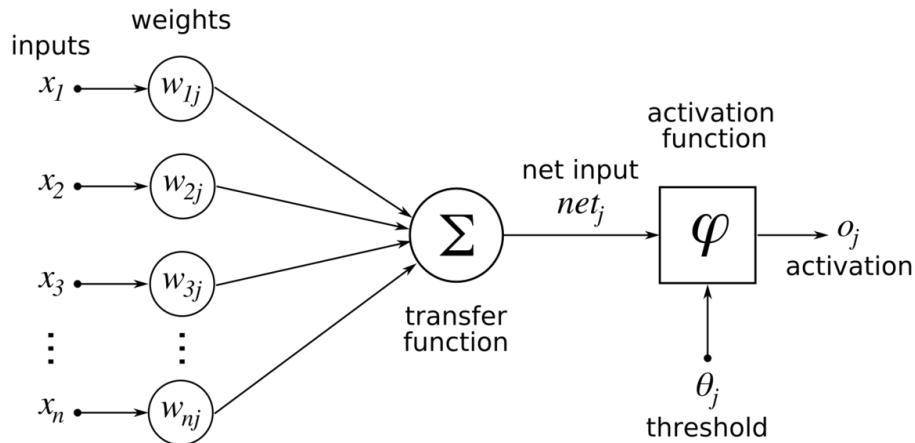 weights
inputs
x₁
w₁ⱼ
x₂
w₂ⱼ
x₃
w₃ⱼ
⋮
⋮
xₙ
wₙⱼ
Σ
transfer
function
net input
netⱼ
activation
function
φ
oⱼ
activation
θⱼ
threshold